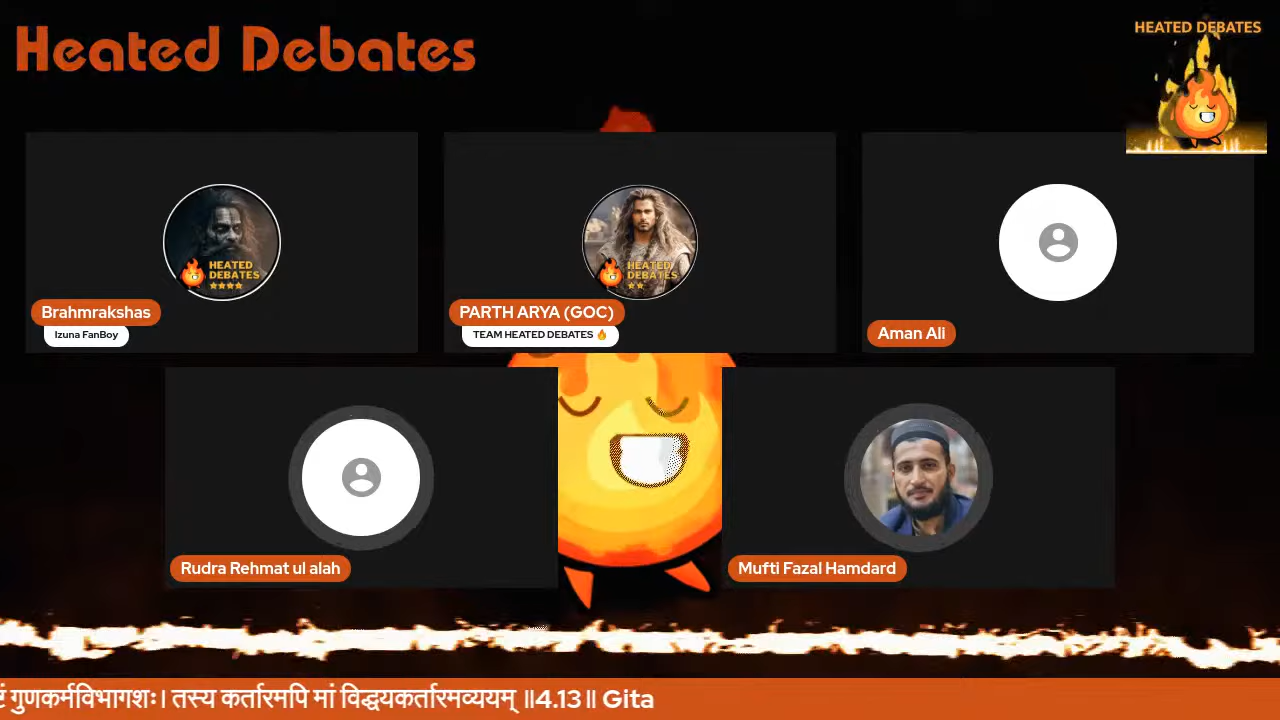 Heated Debates
HEATED DEBATES
HEATED
DEBATES
Brahmrakshas
Izuna FanBoy
HEATED
DEBATES
PARTH ARYA (GOC)
TEAM HEATED DEBATES 🔥
Aman Ali
Rudra Rehmat ul alah
Mufti Fazal Hamdard
गुणकर्मविभागशः। तस्य कर्तारमपि मां विद्ध्यकर्तारमव्ययम् ॥4.13॥ Gita